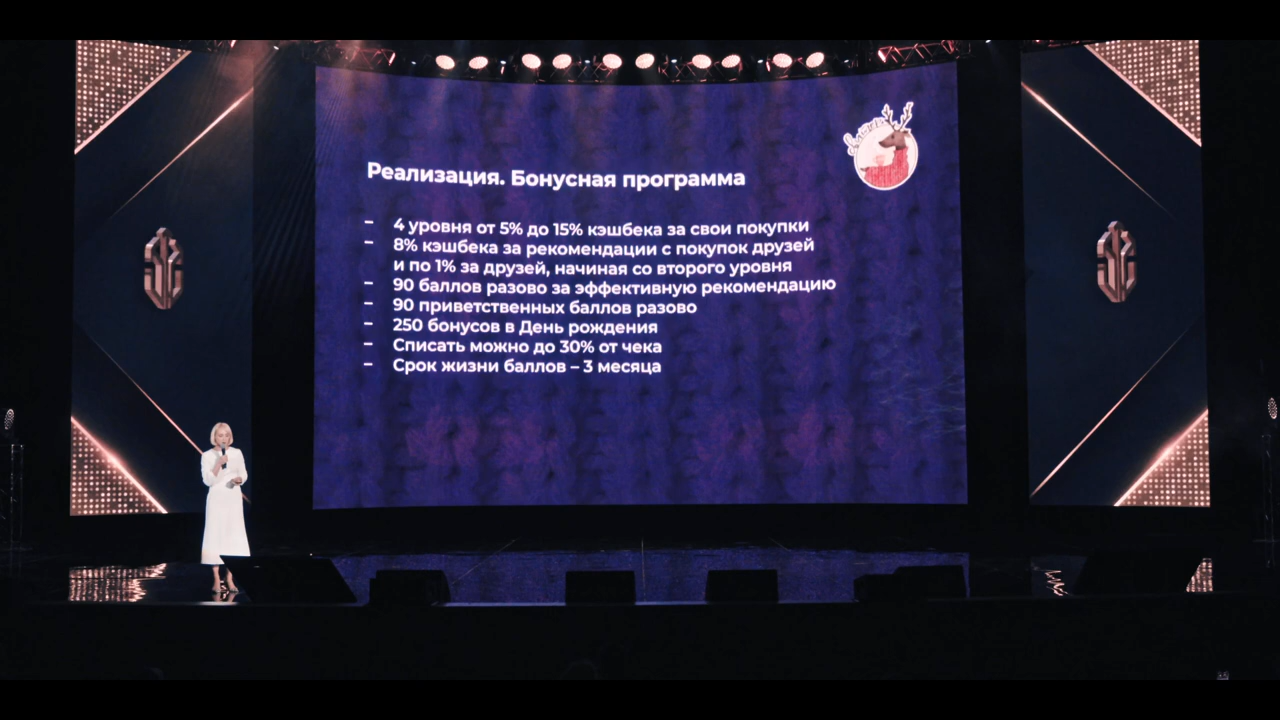 Реализация. Бонусная программа
- 4 уровня от 5% до 15% кэшбека за свои покупки
- 8% кэшбека за рекомендации с покупок друзей
и по 1% за друзей, начиная со второго уровня
- 90 баллов разово за эффективную рекомендацию
- 90 приветственных баллов разово
- 250 бонусов в День рождения
- Списать можно до 30% от чека
- Срок жизни баллов – 3 месяца